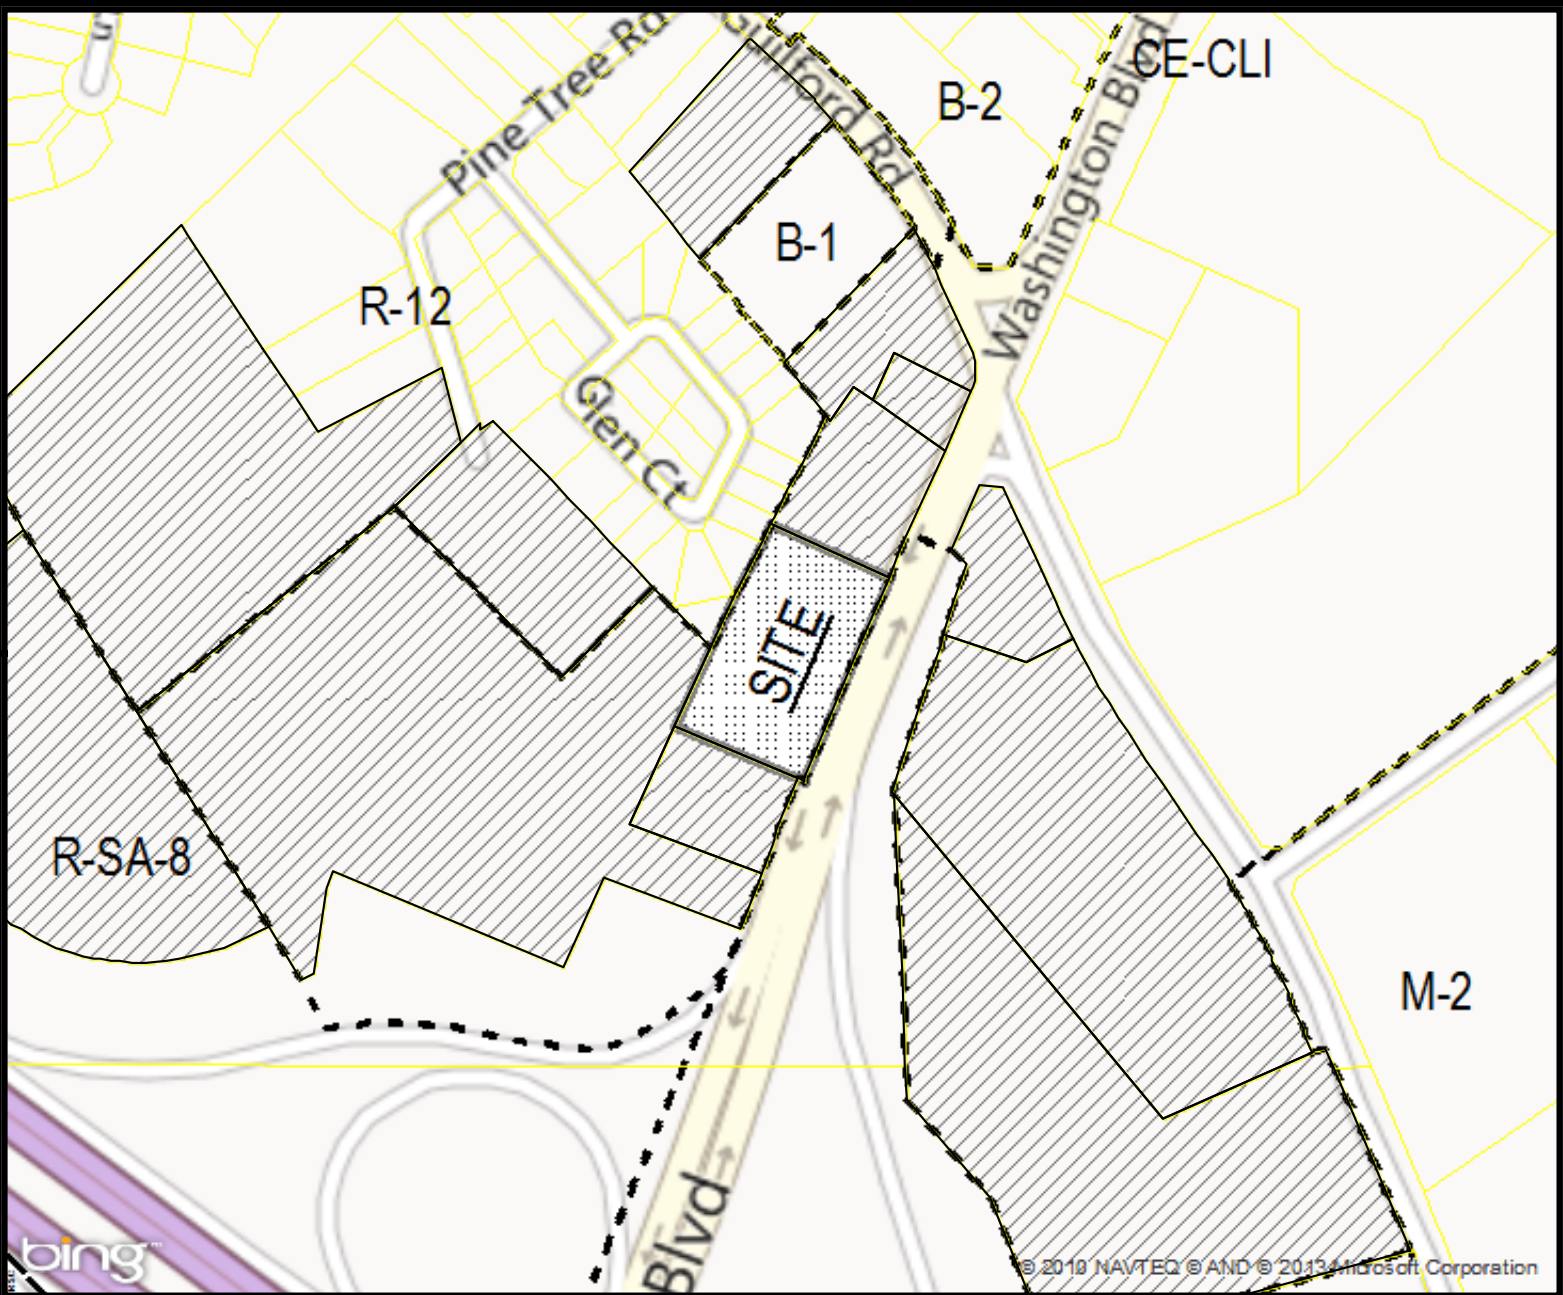 Pine Tree Rd
Guilford Rd
B-2
CE-CLI
Washington Blvd
B-1
R-12
Glen Ct
SITE
R-SA-8
M-2
Blvd
bing™
© 2010 NAVTEQ © AND © 2013 Microsoft Corporation